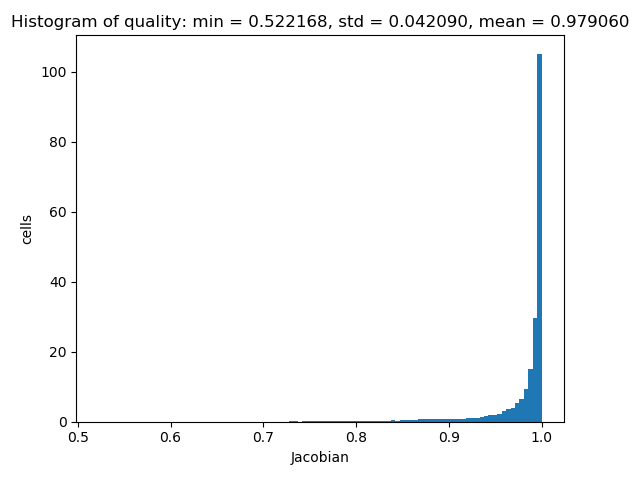 Histogram of quality: min = 0.522168, std = 0.042090, mean = 0.979060
100
80
60
40
20
0
cells
0.5 0.6 0.7 0.8 0.9 1.0
Jacobian